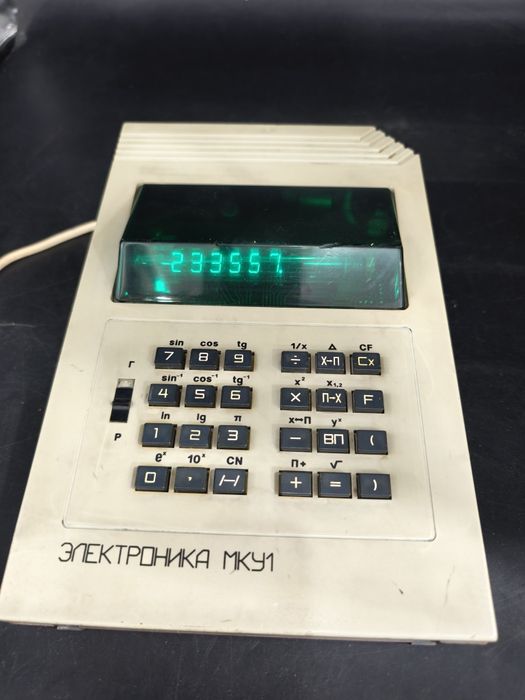 -233557.
sin cos tg 1/x Δ CF
7 8 9 ÷ X→П Cx
Г
sin⁻¹ cos⁻¹ tg⁻¹ x² x₁,₂
4 5 6 × П→X F
ln lg π x↔П yˣ
1 2 3 − ВП (
Р
eˣ 10ˣ CN П+ √
0 , /−/ + = )
ЭЛЕКТРОНИКА МКУ1